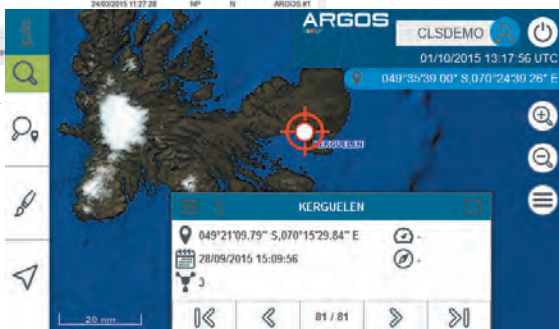 24/03/2015 11:27:28 NP N ARGOS #1
ARGOS
CLSDEMO
01/10/2015 13:17:56 UTC
049°35'39.00" S,070°24'39.26" E
KERGUELEN
KERGUELEN
049°21'09.79" S,070°15'29.84" E -
28/09/2015 15:09:56 -
3
20 nm
81 / 81